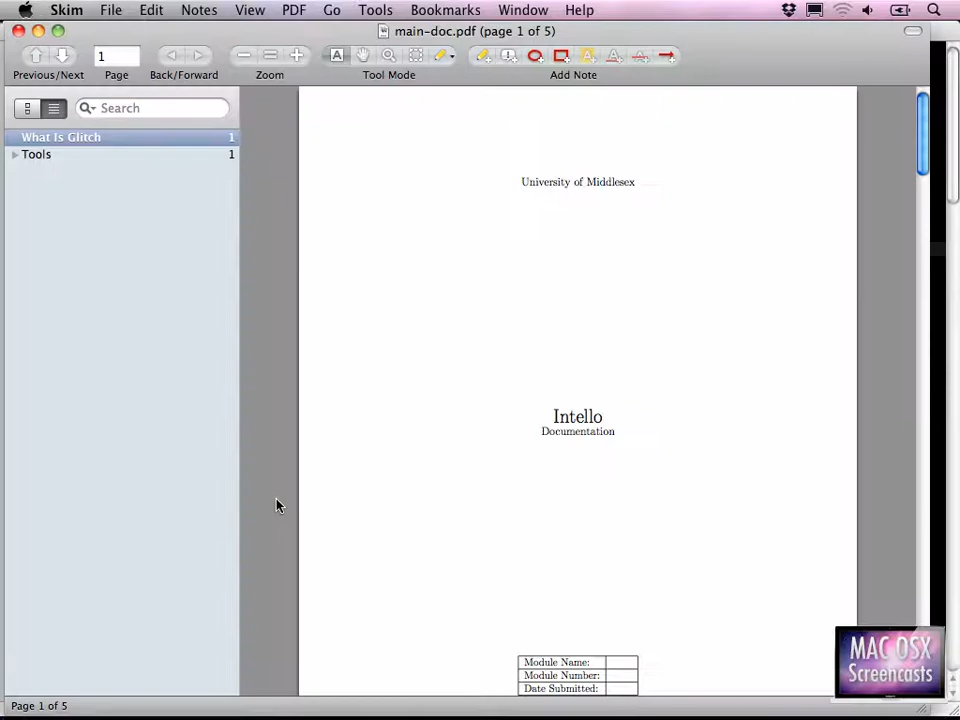 Skim File Edit View Notes PDF Go Tools Bookmarks Window Help
main-doc.pdf (page 1 of 5)
1
A
Previous/Next Page Back/Forward Zoom Tool Mode Add Note
Search
What Is Glitch 1
Tools 1
University of Middlesex
Intello
Documentation
Module Name:
Module Number:
Date Submitted:
MAC OSX
Screencasts
Page 1 of 5